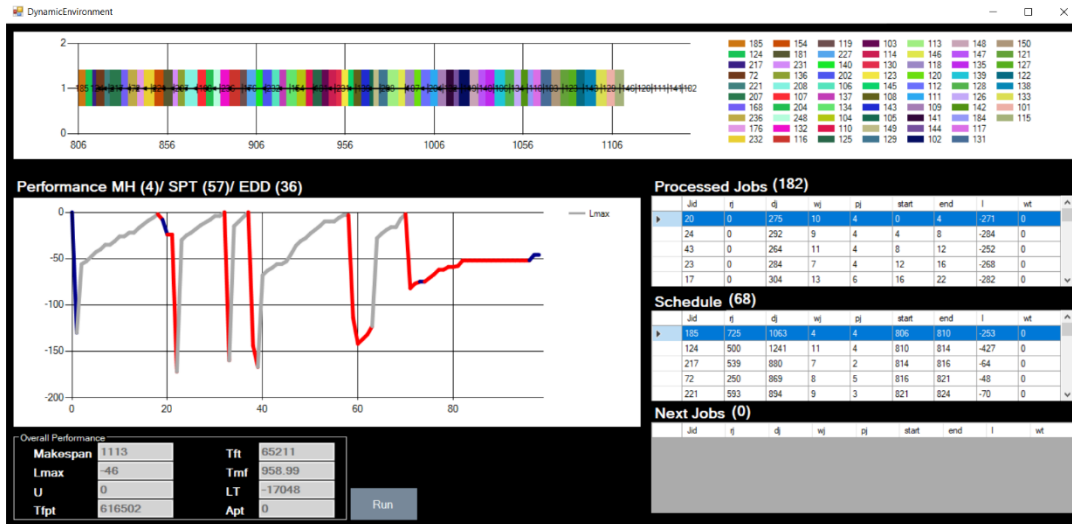 DynamicEnvironment
2
1
0
806 856 906 956 1006 1056 1106
185 154 119 103 113 148 150
124 181 227 114 146 147 121
217 231 140 130 118 135 127
72 136 202 123 120 139 122
221 208 106 145 112 128 138
207 107 137 108 111 126 133
168 204 134 143 109 142 101
236 248 104 105 141 184 115
176 132 110 149 144 117
232 116 125 129 102 131
Performance MH (4)/ SPT (57)/ EDD (36)
0
-50
-100
-150
-200
0 20 40 60 80
Lmax
Processed Jobs (182)
Jid rj dj wj pj start end l wt
20 0 275 10 4 0 4 -271 0
24 0 292 9 4 4 8 -284 0
43 0 264 11 4 8 12 -252 0
23 0 284 7 4 12 16 -268 0
17 0 304 13 6 16 22 -282 0
Schedule (68)
Jid rj dj wj pj start end l wt
185 725 1063 4 4 806 810 -253 0
124 500 1241 11 4 810 814 -427 0
217 539 880 7 2 814 816 -64 0
72 250 869 8 5 816 821 -48 0
221 593 894 9 3 821 824 -70 0
Next Jobs (0)
Jid rj dj wj pj start end l wt
Overall Performance
Makespan 1113 Tft 65211
Lmax -46 Tmf 958.99
U 0 LT -17048
Tfpt 616502 Apt 0
Run